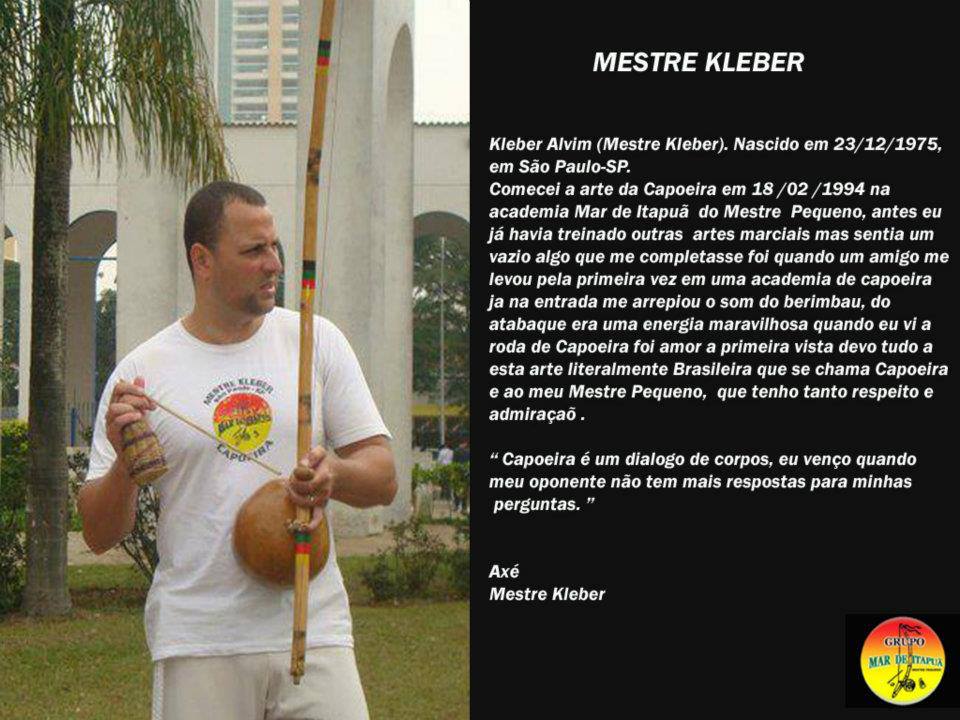 MESTRE KLEBER
Kleber Alvim (Mestre Kleber). Nascido em 23/12/1975,
em São Paulo-SP.
Comecei a arte da Capoeira em 18 /02 /1994 na
academia Mar de Itapuã do Mestre Pequeno, antes eu
já havia treinado outras artes marciais mas sentia um
vazio algo que me completasse foi quando um amigo me
levou pela primeira vez em uma academia de capoeira
ja na entrada me arrepiou o som do berimbau, do
atabaque era uma energia maravilhosa quando eu vi a
roda de Capoeira foi amor a primeira vista devo tudo a
esta arte literalmente Brasileira que se chama Capoeira
e ao meu Mestre Pequeno, que tenho tanto respeito e
admiraçaõ .
“ Capoeira é um dialogo de corpos, eu venço quando
meu oponente não tem mais respostas para minhas
perguntas. ”
Axé
Mestre Kleber
MESTRE KLEBER
São Paulo - SP
MAR DE ITAPUÃ
CAPOEIRA
GRUPO
MAR DE ITAPUÃ